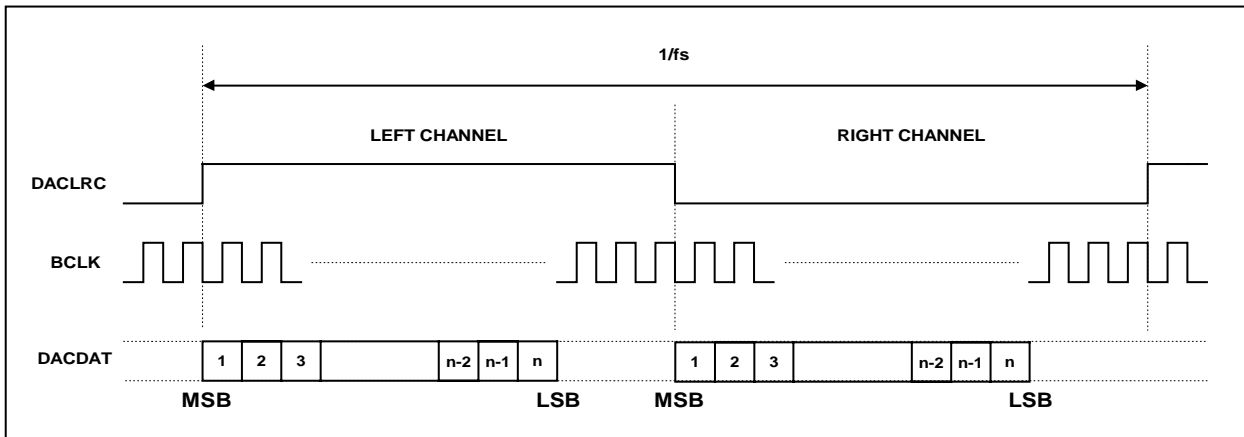 1/fs
LEFT CHANNEL RIGHT CHANNEL
DACLRC
BCLK
DACDAT 1 2 3 n-2 n-1 n 1 2 3 n-2 n-1 n
MSB LSB MSB LSB